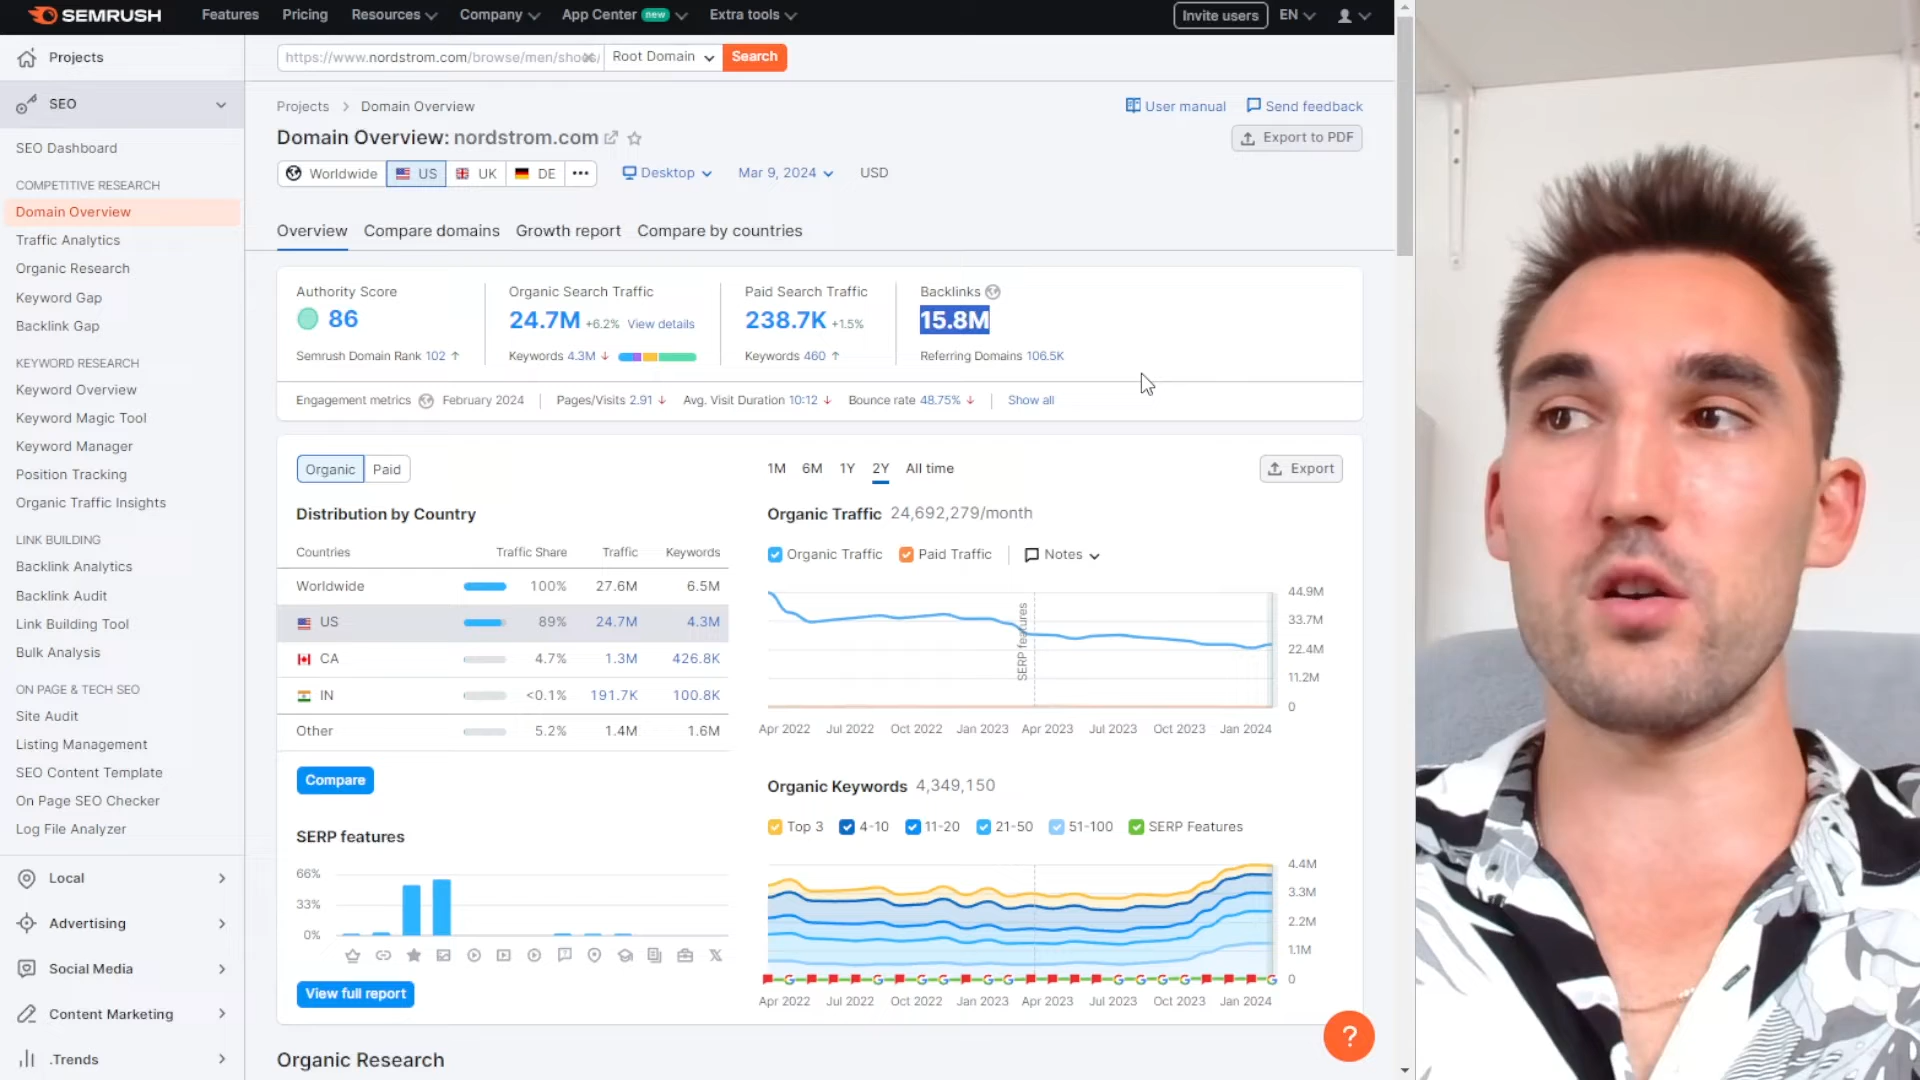 SEMRUSH
Features Pricing Resources Company App Center new Extra tools Invite users EN
Projects
https://www.nordstrom.com/browse/men/shoes/ Root Domain Search
SEO
Projects > Domain Overview User manual Send feedback
Domain Overview: nordstrom.com Export to PDF
SEO Dashboard
Worldwide US UK DE ••• Desktop Mar 9, 2024 USD
COMPETITIVE RESEARCH
Domain Overview
Traffic Analytics
Organic Research
Keyword Gap
Backlink Gap
KEYWORD RESEARCH
Keyword Overview
Keyword Magic Tool
Keyword Manager
Position Tracking
Organic Traffic Insights
LINK BUILDING
Backlink Analytics
Backlink Audit
Link Building Tool
Bulk Analysis
ON PAGE & TECH SEO
Site Audit
Listing Management
SEO Content Template
On Page SEO Checker
Log File Analyzer
Local
Advertising
Social Media
Content Marketing
.Trends
Overview Compare domains Growth report Compare by countries
Authority Score Organic Search Traffic Paid Search Traffic Backlinks
86 24.7M +6.2% View details 238.7K +1.5% 15.8M
Semrush Domain Rank 102 ↑ Keywords 4.3M ↓ Keywords 460 ↑ Referring Domains 106.5K
Engagement metrics February 2024 Pages/Visits 2.91 ↓ Avg. Visit Duration 10:12 ↓ Bounce rate 48.75% ↓ Show all
Organic Paid
Distribution by Country
Countries Traffic Share Traffic Keywords
Worldwide 100% 27.6M 6.5M
US 89% 24.7M 4.3M
CA 4.7% 1.3M 426.8K
IN <0.1% 191.7K 100.8K
Other 5.2% 1.4M 1.6M
Compare
SERP features
66%
33%
0%
View full report
1M 6M 1Y 2Y All time Export
Organic Traffic 24,692,279/month
Organic Traffic Paid Traffic Notes
44.9M
33.7M
22.4M
11.2M
0
SERP features
Apr 2022 Jul 2022 Oct 2022 Jan 2023 Apr 2023 Jul 2023 Oct 2023 Jan 2024
Organic Keywords 4,349,150
Top 3 4-10 11-20 21-50 51-100 SERP Features
4.4M
3.3M
2.2M
1.1M
0
Apr 2022 Jul 2022 Oct 2022 Jan 2023 Apr 2023 Jul 2023 Oct 2023 Jan 2024
?
Organic Research